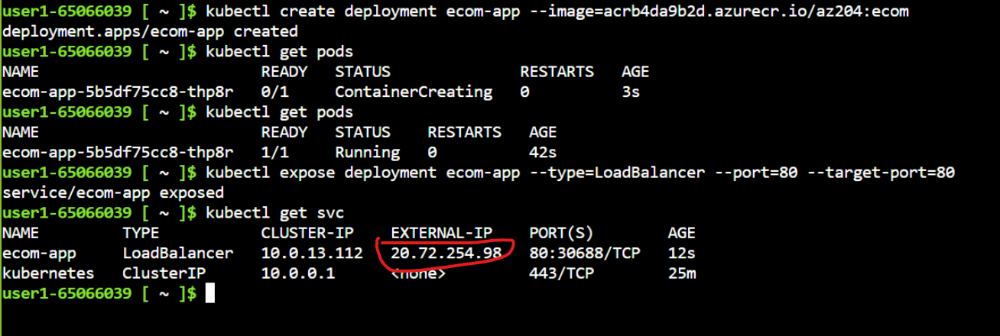 user1-65066039 [ ~ ]$ kubectl create deployment ecom-app --image=acrb4da9b2d.azurecr.io/az204:ecom
deployment.apps/ecom-app created
user1-65066039 [ ~ ]$ kubectl get pods
NAME READY STATUS RESTARTS AGE
ecom-app-5b5df75cc8-thp8r 0/1 ContainerCreating 0 3s
user1-65066039 [ ~ ]$ kubectl get pods
NAME READY STATUS RESTARTS AGE
ecom-app-5b5df75cc8-thp8r 1/1 Running 0 42s
user1-65066039 [ ~ ]$ kubectl expose deployment ecom-app --type=LoadBalancer --port=80 --target-port=80
service/ecom-app exposed
user1-65066039 [ ~ ]$ kubectl get svc
NAME TYPE CLUSTER-IP EXTERNAL-IP PORT(S) AGE
ecom-app LoadBalancer 10.0.13.112 20.72.254.98 80:30688/TCP 12s
kubernetes ClusterIP 10.0.0.1 <none> 443/TCP 25m
user1-65066039 [ ~ ]$